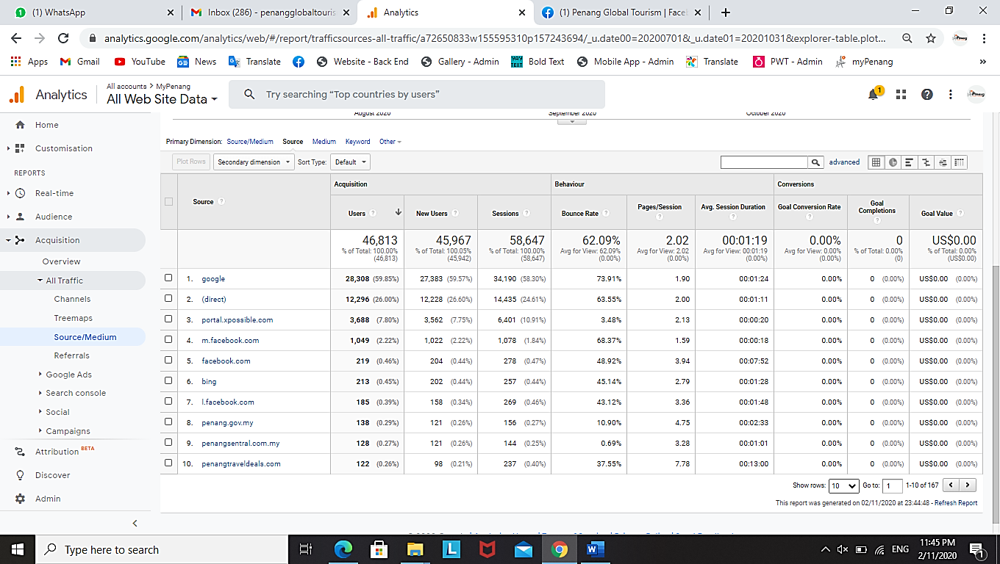 (1) WhatsApp
Inbox (286) - penangglobaltouris
Analytics
(1) Penang Global Tourism | Face
analytics.google.com/analytics/web/#/report/trafficsources-all-traffic/a72650833w155595310p157243694/_u.date00=20200701&_u.date01=20201031&explorer-table.plot...
Apps Gmail YouTube News Translate Website - Back End Gallery - Admin Bold Text Mobile App - Admin Translate PWT - Admin myPenang »
Analytics
All accounts > MyPenang
All Web Site Data
Try searching “Top countries by users”
1
Home
Customisation
REPORTS
Real-time
Audience
Acquisition
Overview
All Traffic
Channels
Treemaps
Source/Medium
Referrals
Google Ads
Search console
Social
Campaigns
Attribution BETA
Discover
Admin
August 2020 September 2020 October 2020
Primary Dimension: Source/Medium Source Medium Keyword Other
Plot Rows Secondary dimension Sort Type: Default advanced
Source ? Acquisition Behaviour Conversions
Users ? New Users ? Sessions ? Bounce Rate ? Pages/Session ? Avg. Session Duration ? Goal Conversion Rate ? Goal Completions ? Goal Value ?
46,813 45,967 58,647 62.09% 2.02 00:01:19 0.00% 0 US$0.00
% of Total: 100.00% % of Total: 100.05% % of Total: 100.00% Avg for View: 62.09% Avg for View: 2.02 Avg for View: 00:01:19 Avg for View: 0.00% % of Total: 0.00% % of Total: 0.00%
(46,813) (45,942) (58,647) (0.00%) (0.00%) (0.00%) (0.00%) (0) (US$0.00)
1. google 28,308 (59.85%) 27,383 (59.57%) 34,190 (58.30%) 73.91% 1.90 00:01:24 0.00% 0 (0.00%) US$0.00 (0.00%)
2. (direct) 12,296 (26.00%) 12,228 (26.60%) 14,435 (24.61%) 63.55% 2.00 00:01:11 0.00% 0 (0.00%) US$0.00 (0.00%)
3. portal.xpossible.com 3,688 (7.80%) 3,562 (7.75%) 6,401 (10.91%) 3.48% 2.13 00:00:20 0.00% 0 (0.00%) US$0.00 (0.00%)
4. m.facebook.com 1,049 (2.22%) 1,022 (2.22%) 1,078 (1.84%) 68.37% 1.59 00:00:18 0.00% 0 (0.00%) US$0.00 (0.00%)
5. facebook.com 219 (0.46%) 204 (0.44%) 278 (0.47%) 48.92% 3.94 00:07:52 0.00% 0 (0.00%) US$0.00 (0.00%)
6. bing 213 (0.45%) 202 (0.44%) 257 (0.44%) 45.14% 2.79 00:01:28 0.00% 0 (0.00%) US$0.00 (0.00%)
7. l.facebook.com 185 (0.39%) 158 (0.34%) 269 (0.46%) 43.12% 3.36 00:01:48 0.00% 0 (0.00%) US$0.00 (0.00%)
8. penang.gov.my 138 (0.29%) 121 (0.26%) 156 (0.27%) 10.90% 4.75 00:02:33 0.00% 0 (0.00%) US$0.00 (0.00%)
9. penangsentral.com.my 128 (0.27%) 121 (0.26%) 144 (0.25%) 0.69% 3.28 00:01:01 0.00% 0 (0.00%) US$0.00 (0.00%)
10. penangtraveldeals.com 122 (0.26%) 98 (0.21%) 237 (0.40%) 37.55% 7.78 00:13:00 0.00% 0 (0.00%) US$0.00 (0.00%)
Show rows: 10 Go to: 1 1-10 of 167
This report was generated on 02/11/2020 at 23:44:48 - Refresh Report
Type here to search
ENG
11:45 PM
2/11/2020
1